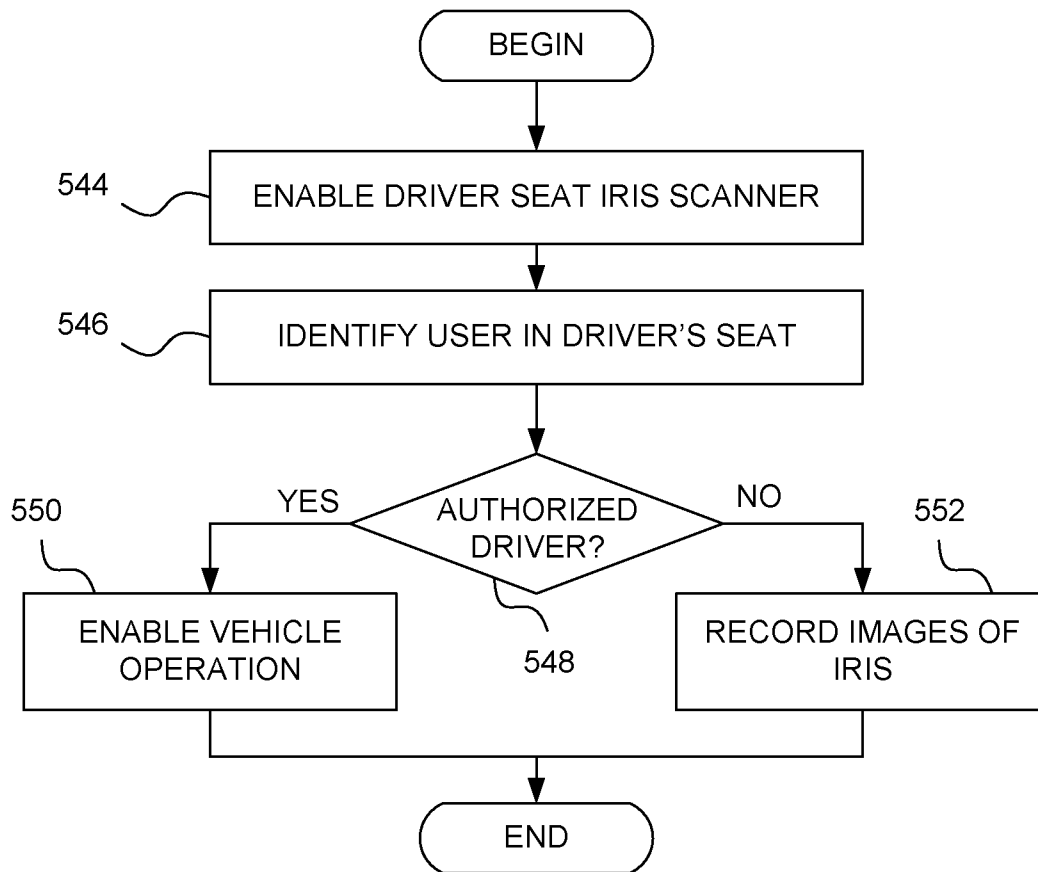 BEGIN
544
ENABLE DRIVER SEAT IRIS SCANNER
546
IDENTIFY USER IN DRIVER'S SEAT
YES
AUTHORIZED
DRIVER?
NO
550
552
548
ENABLE VEHICLE
OPERATION
RECORD IMAGES OF
IRIS
END